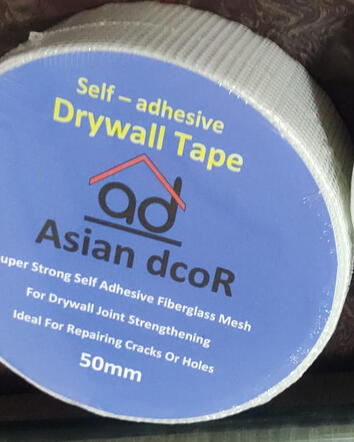 Self – adhesive
Drywall Tape
ad
Asian dcoR
uper Strong Self Adhesive Fiberglass Mesh
For Drywall Joint Strengthening
Ideal For Repairing Cracks Or Holes
50mm